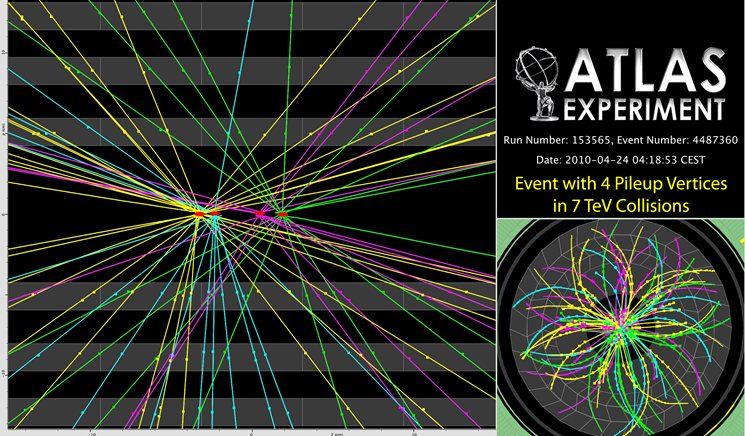 ATLAS
EXPERIMENT
Run Number: 153565, Event Number: 4487360
Date: 2010-04-24 04:18:53 CEST
Event with 4 Pileup Vertices
in 7 TeV Collisions